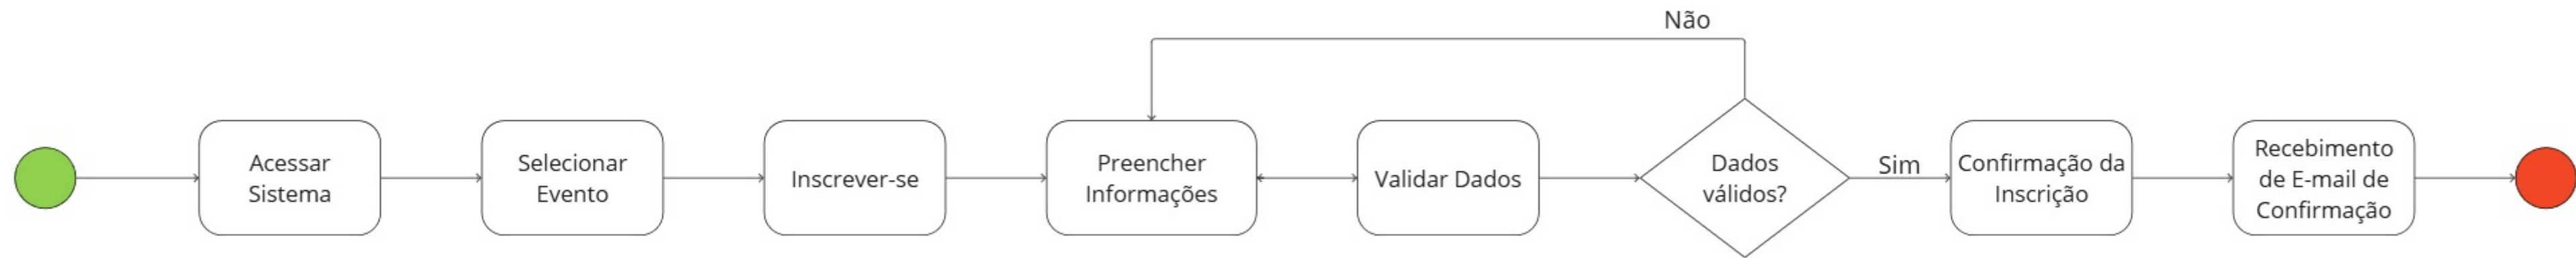 Não
Acessar
Sistema
Selecionar
Evento
Inscrever-se
Preencher
Informações
Validar Dados
Dados
válidos?
Sim
Confirmação da
Inscrição
Recebimento
de E-mail de
Confirmação